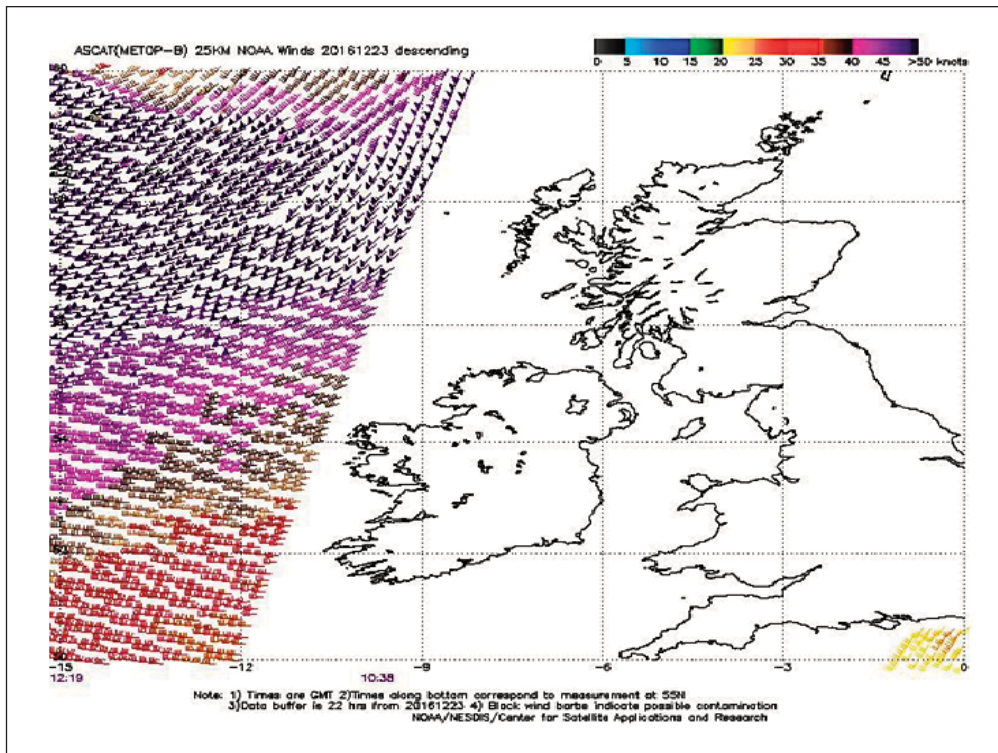 ASCAT(METOP-B) 25KM NOAA Winds 20161223 descending
0 5 10 15 20 25 30 35 40 45 >50 knots
60
54
-15 -12 -9 -6 -3 0
12:19 10:38
Note: 1) Times are GMT 2)Times along bottom correspond to measurement at 55N
3)Data buffer is 22 hrs from 20161223 4) Black wind barbs indicate possible contamination
NOAA/NESDIS/Center for Satellite Applications and Research